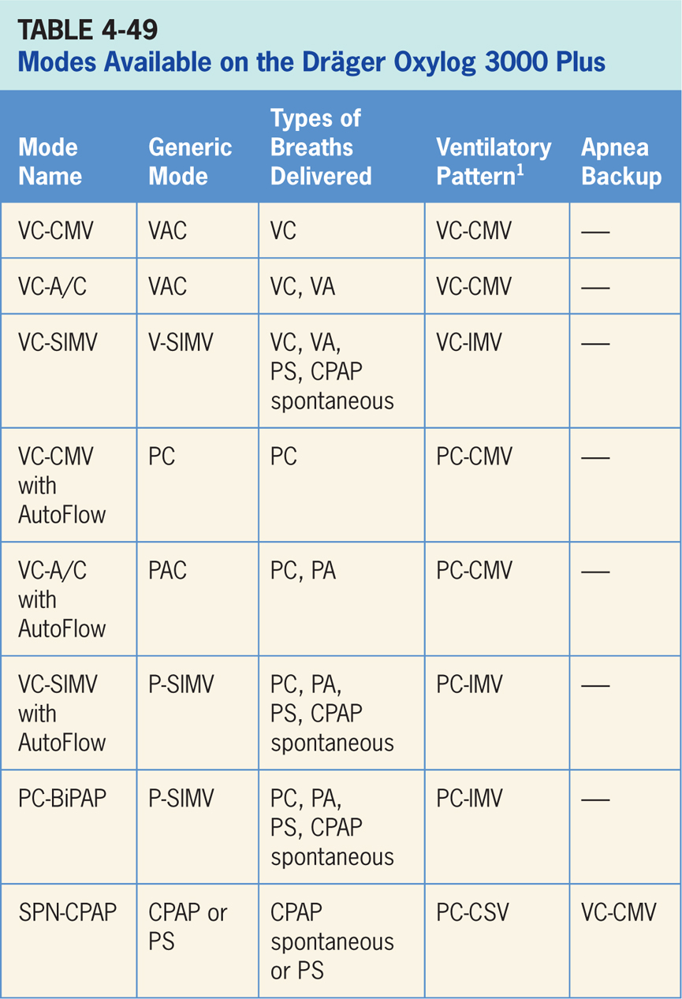 TABLE 4-49
Modes Available on the Dräger Oxylog 3000 Plus
Mode Name | Generic Mode | Types of Breaths Delivered | Ventilatory Pattern¹ | Apnea Backup
VC-CMV | VAC | VC | VC-CMV | —
VC-A/C | VAC | VC, VA | VC-CMV | —
VC-SIMV | V-SIMV | VC, VA, PS, CPAP spontaneous | VC-IMV | —
VC-CMV with AutoFlow | PC | PC | PC-CMV | —
VC-A/C with AutoFlow | PAC | PC, PA | PC-CMV | —
VC-SIMV with AutoFlow | P-SIMV | PC, PA, PS, CPAP spontaneous | PC-IMV | —
PC-BiPAP | P-SIMV | PC, PA, PS, CPAP spontaneous | PC-IMV | —
SPN-CPAP | CPAP or PS | CPAP spontaneous or PS | PC-CSV | VC-CMV